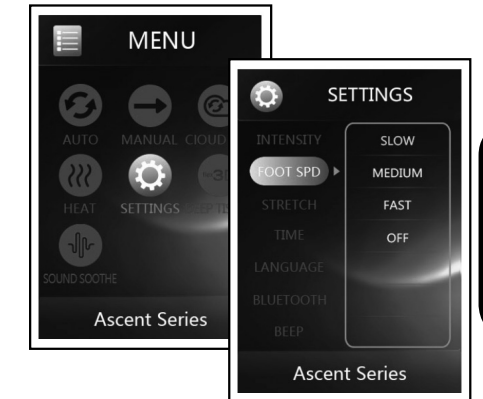 MENU
AUTO MANUAL CLOUD
HEAT SETTINGS
SOUND SOOTHE
Ascent Series
SETTINGS
INTENSITY
FOOT SPD
STRETCH
TIME
LANGUAGE
BLUETOOTH
BEEP
SLOW
MEDIUM
FAST
OFF
Ascent Series